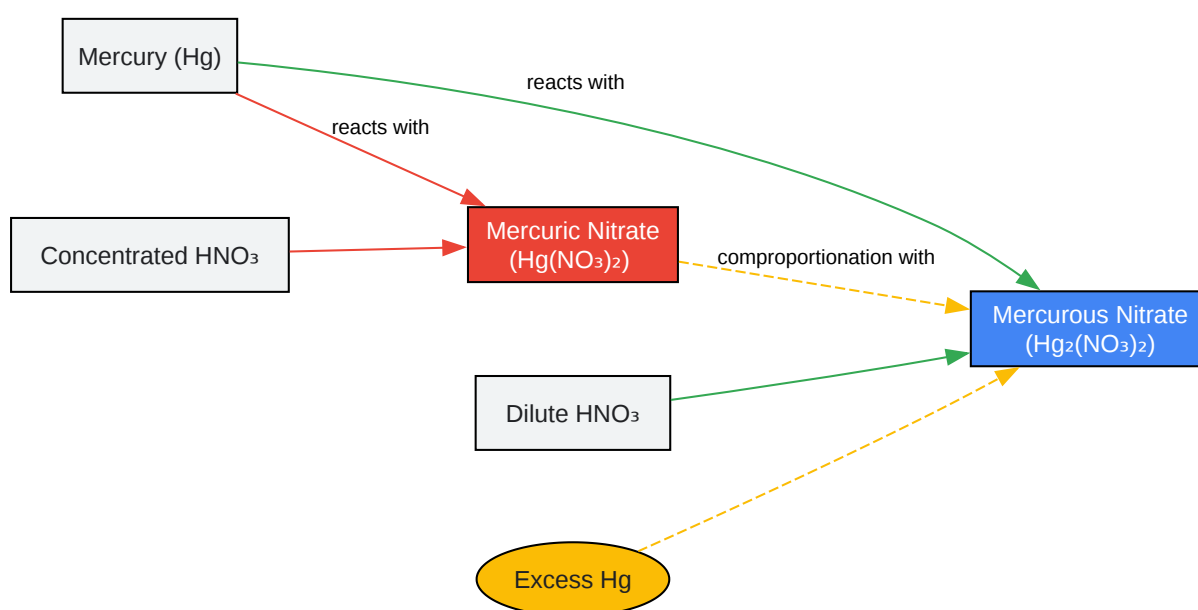 Mercury (Hg)
reacts with
reacts with
Concentrated HNO₃
Mercuric Nitrate
(Hg(NO₃)₂)
comproportionation with
Mercurous Nitrate
(Hg₂(NO₃)₂)
Dilute HNO₃
Excess Hg